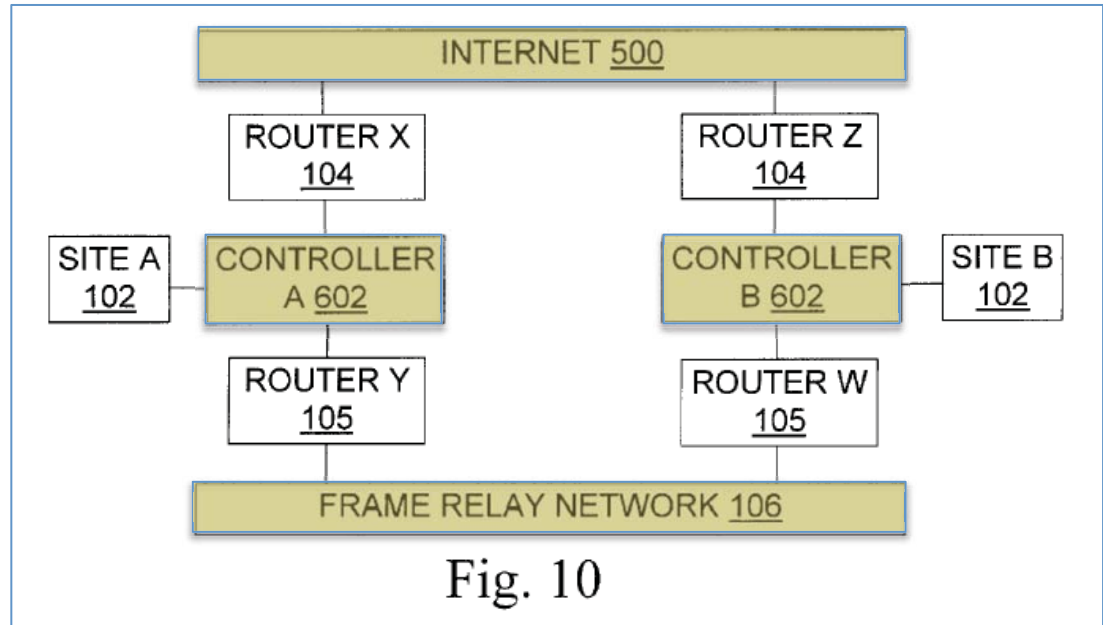 INTERNET 500
ROUTER X
104
ROUTER Z
104
SITE A
102
CONTROLLER
A 602
CONTROLLER
B 602
SITE B
102
ROUTER Y
105
ROUTER W
105
FRAME RELAY NETWORK 106
Fig. 10